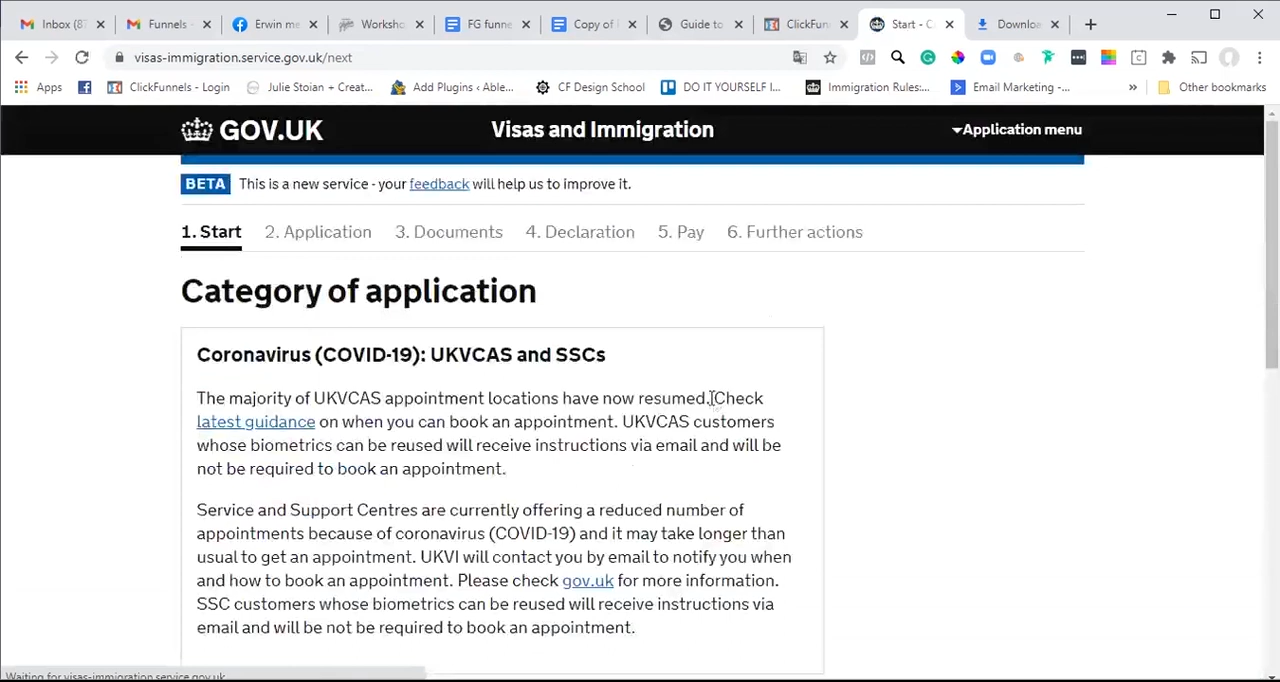 Inbox (87
Funnels -
Erwin me
Worksho
FG funne
Copy of
Guide to
ClickFunn
Start - C
Downloa
visas-immigration.service.gov.uk/next
Apps
ClickFunnels - Login
Julie Stoian + Creat...
Add Plugins ‹ Able...
CF Design School
DO IT YOURSELF I...
Immigration Rules:...
Email Marketing -...
Other bookmarks
GOV.UK
Visas and Immigration
Application menu
BETA This is a new service - your feedback will help us to improve it.
1. Start 2. Application 3. Documents 4. Declaration 5. Pay 6. Further actions
Category of application
Coronavirus (COVID-19): UKVCAS and SSCs
The majority of UKVCAS appointment locations have now resumed. Check
latest guidance on when you can book an appointment. UKVCAS customers
whose biometrics can be reused will receive instructions via email and will be
not be required to book an appointment.
Service and Support Centres are currently offering a reduced number of
appointments because of coronavirus (COVID-19) and it may take longer than
usual to get an appointment. UKVI will contact you by email to notify you when
and how to book an appointment. Please check gov.uk for more information.
SSC customers whose biometrics can be reused will receive instructions via
email and will be not be required to book an appointment.
Waiting for visas-immigration.service.gov.uk